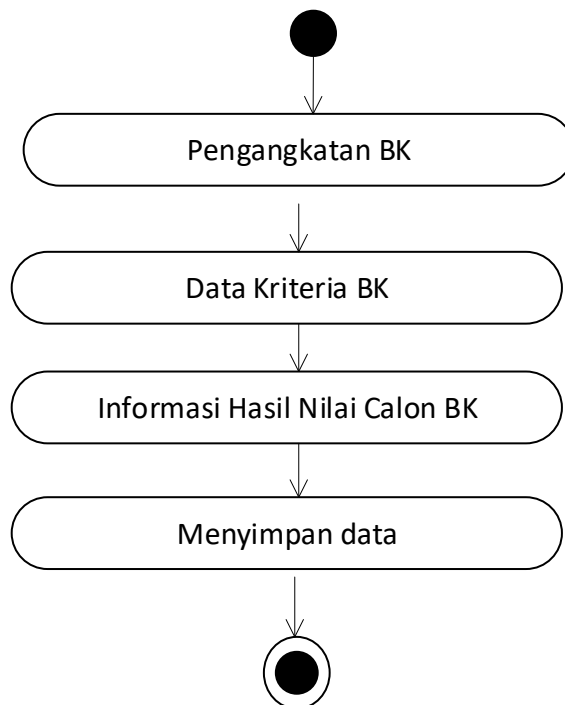 Pengangkatan BK
Data Kriteria BK
Informasi Hasil Nilai Calon BK
Menyimpan data